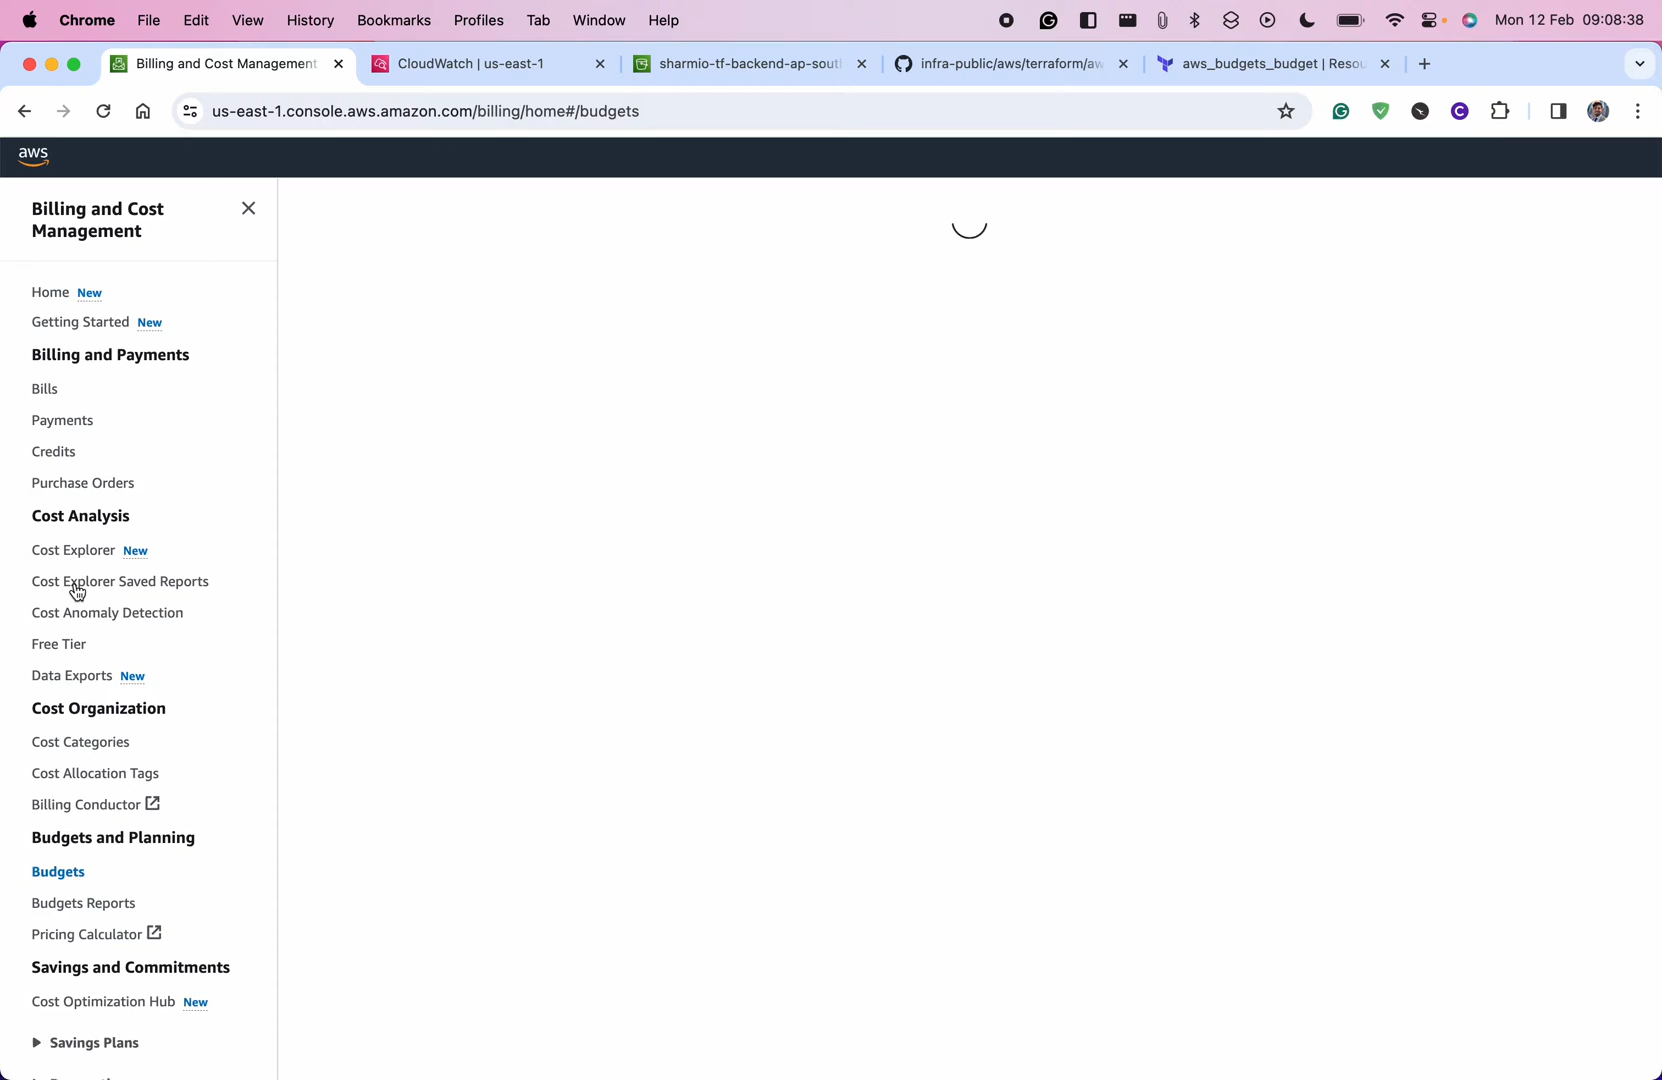 Chrome File Edit View History Bookmarks Profiles Tab Window Help Mon 12 Feb 09:08:38
Billing and Cost Management CloudWatch | us-east-1 sharmio-tf-backend-ap-sout infra-public/aws/terraform/aw aws_budgets_budget | Resou
us-east-1.console.aws.amazon.com/billing/home#/budgets
aws
Billing and Cost
Management
Home New
Getting Started New
Billing and Payments
Bills
Payments
Credits
Purchase Orders
Cost Analysis
Cost Explorer New
Cost Explorer Saved Reports
Cost Anomaly Detection
Free Tier
Data Exports New
Cost Organization
Cost Categories
Cost Allocation Tags
Billing Conductor
Budgets and Planning
Budgets
Budgets Reports
Pricing Calculator
Savings and Commitments
Cost Optimization Hub New
Savings Plans